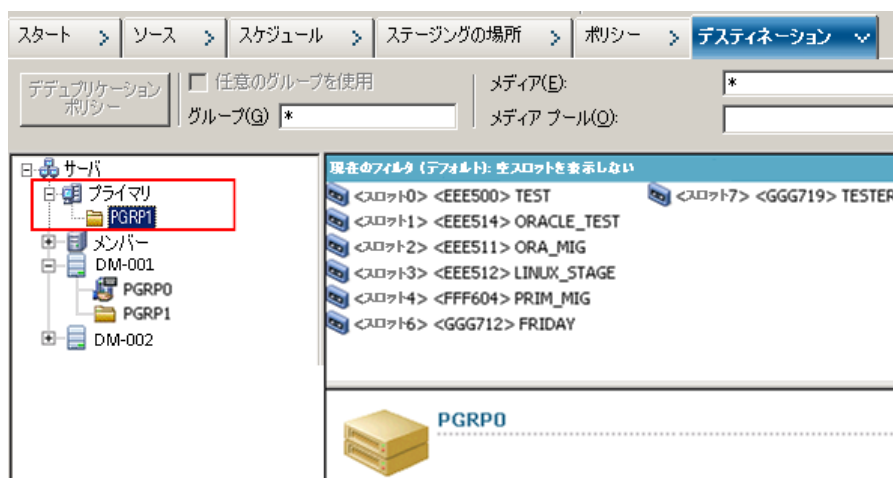 スタート
ソース
スケジュール
ステージングの場所
ポリシー
デスティネーション
デデュプリケーション
ポリシー
任意のグループを使用
グループ(G) *
メディア(E): *
メディア プール(O):
サーバ
プライマリ
PGRP1
メンバー
DM-001
PGRP0
PGRP1
DM-002
現在のフィルタ (デフォルト): 空スロットを表示しない
<スロット0> <EEE500> TEST
<スロット1> <EEE514> ORACLE_TEST
<スロット2> <EEE511> ORA_MIG
<スロット3> <EEE512> LINUX_STAGE
<スロット4> <FFF604> PRIM_MIG
<スロット6> <GGG712> FRIDAY
<スロット7> <GGG719> TESTER
PGRP0